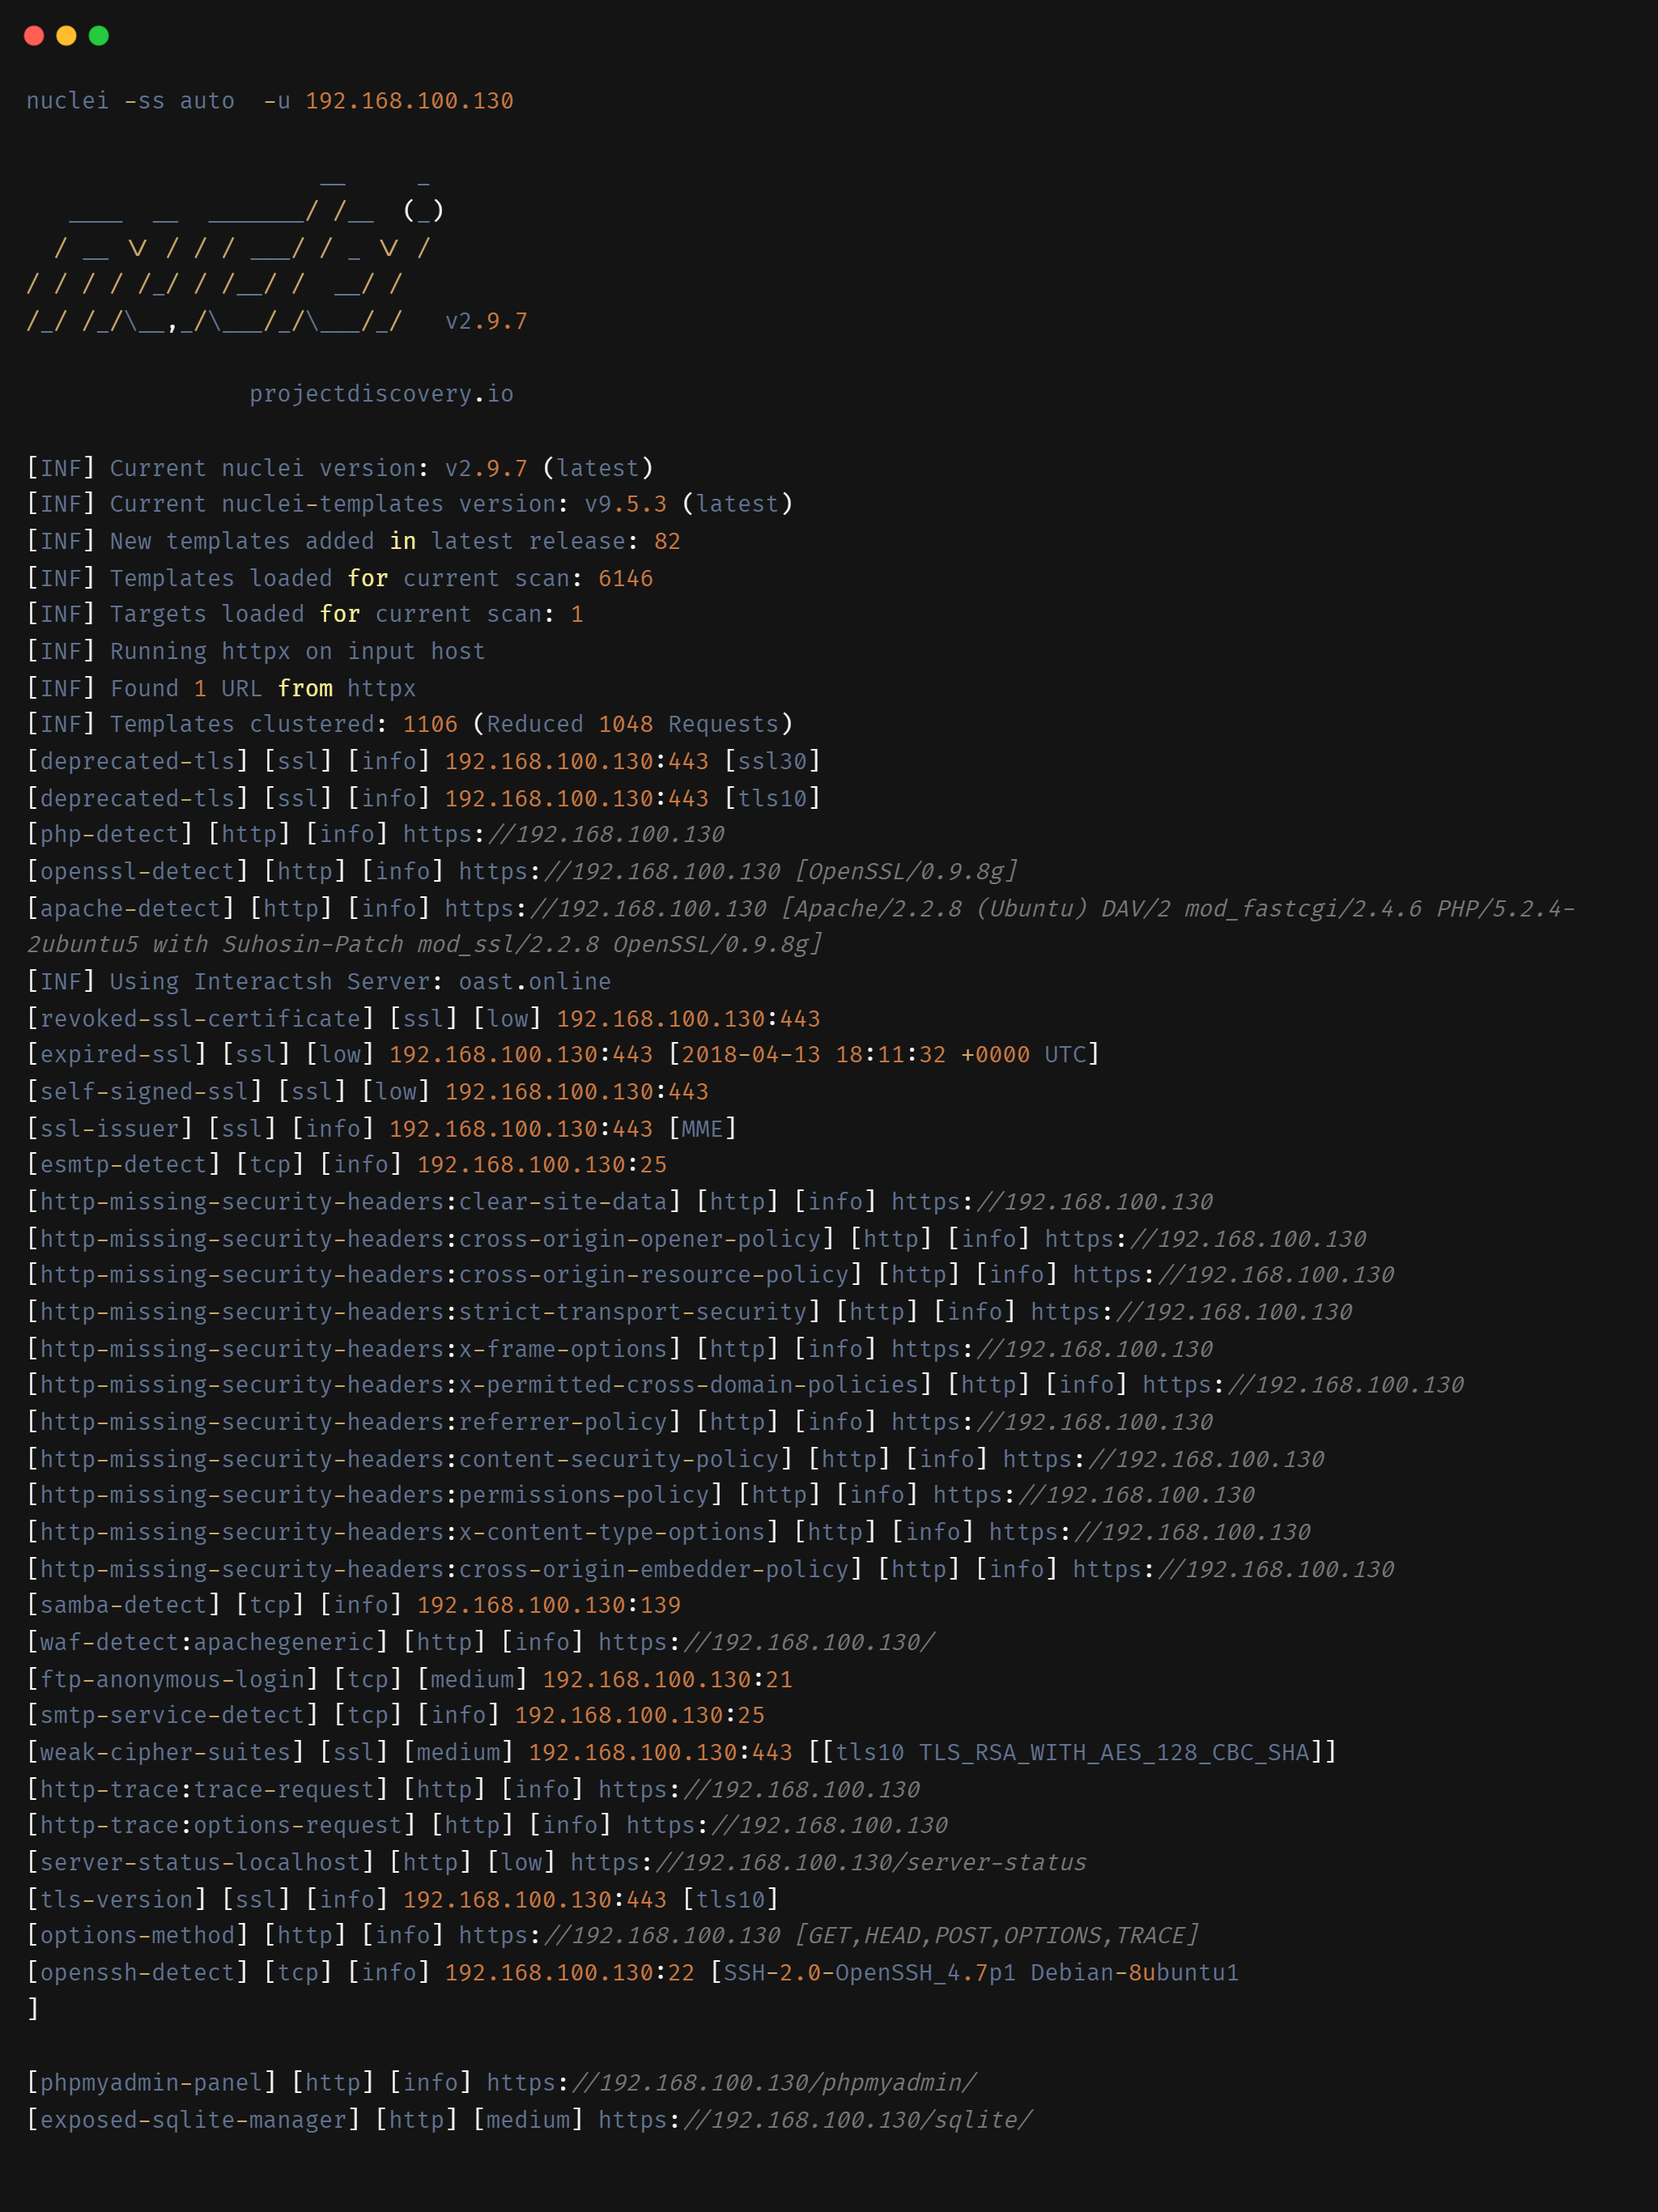 nuclei -ss auto  -u 192.168.100.130
                     __     _
   ____  __  _______/ /__  (_)
  / __ \/ / / / ___/ / _ \/ /
/ / / / /_/ / /__/ /  __/ /
/_/ /_/\__,_/\___/_/\___/_/   v2.9.7
                projectdiscovery.io
[INF] Current nuclei version: v2.9.7 (latest)
[INF] Current nuclei-templates version: v9.5.3 (latest)
[INF] New templates added in latest release: 82
[INF] Templates loaded for current scan: 6146
[INF] Targets loaded for current scan: 1
[INF] Running httpx on input host
[INF] Found 1 URL from httpx
[INF] Templates clustered: 1106 (Reduced 1048 Requests)
[deprecated-tls] [ssl] [info] 192.168.100.130:443 [ssl30]
[deprecated-tls] [ssl] [info] 192.168.100.130:443 [tls10]
[php-detect] [http] [info] https://192.168.100.130
[openssl-detect] [http] [info] https://192.168.100.130 [OpenSSL/0.9.8g]
[apache-detect] [http] [info] https://192.168.100.130 [Apache/2.2.8 (Ubuntu) DAV/2 mod_fastcgi/2.4.6 PHP/5.2.4-
2ubuntu5 with Suhosin-Patch mod_ssl/2.2.8 OpenSSL/0.9.8g]
[INF] Using Interactsh Server: oast.online
[revoked-ssl-certificate] [ssl] [low] 192.168.100.130:443
[expired-ssl] [ssl] [low] 192.168.100.130:443 [2018-04-13 18:11:32 +0000 UTC]
[self-signed-ssl] [ssl] [low] 192.168.100.130:443
[ssl-issuer] [ssl] [info] 192.168.100.130:443 [MME]
[esmtp-detect] [tcp] [info] 192.168.100.130:25
[http-missing-security-headers:clear-site-data] [http] [info] https://192.168.100.130
[http-missing-security-headers:cross-origin-opener-policy] [http] [info] https://192.168.100.130
[http-missing-security-headers:cross-origin-resource-policy] [http] [info] https://192.168.100.130
[http-missing-security-headers:strict-transport-security] [http] [info] https://192.168.100.130
[http-missing-security-headers:x-frame-options] [http] [info] https://192.168.100.130
[http-missing-security-headers:x-permitted-cross-domain-policies] [http] [info] https://192.168.100.130
[http-missing-security-headers:referrer-policy] [http] [info] https://192.168.100.130
[http-missing-security-headers:content-security-policy] [http] [info] https://192.168.100.130
[http-missing-security-headers:permissions-policy] [http] [info] https://192.168.100.130
[http-missing-security-headers:x-content-type-options] [http] [info] https://192.168.100.130
[http-missing-security-headers:cross-origin-embedder-policy] [http] [info] https://192.168.100.130
[samba-detect] [tcp] [info] 192.168.100.130:139
[waf-detect:apachegeneric] [http] [info] https://192.168.100.130/
[ftp-anonymous-login] [tcp] [medium] 192.168.100.130:21
[smtp-service-detect] [tcp] [info] 192.168.100.130:25
[weak-cipher-suites] [ssl] [medium] 192.168.100.130:443 [[tls10 TLS_RSA_WITH_AES_128_CBC_SHA]]
[http-trace:trace-request] [http] [info] https://192.168.100.130
[http-trace:options-request] [http] [info] https://192.168.100.130
[server-status-localhost] [http] [low] https://192.168.100.130/server-status
[tls-version] [ssl] [info] 192.168.100.130:443 [tls10]
[options-method] [http] [info] https://192.168.100.130 [GET,HEAD,POST,OPTIONS,TRACE]
[openssh-detect] [tcp] [info] 192.168.100.130:22 [SSH-2.0-OpenSSH_4.7p1 Debian-8ubuntu1
]
[phpmyadmin-panel] [http] [info] https://192.168.100.130/phpmyadmin/
[exposed-sqlite-manager] [http] [medium] https://192.168.100.130/sqlite/